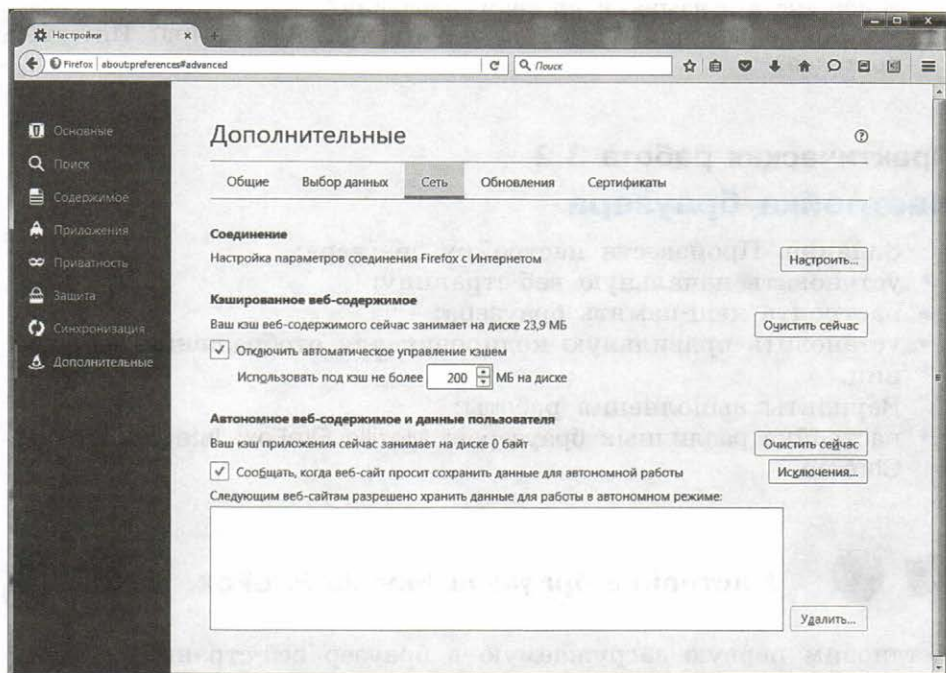 Настройки
Firefox about:preferences#advanced
Поиск
Основные
Поиск
Содержимое
Приложения
Приватность
Защита
Синхронизация
Дополнительные
Дополнительные
Общие Выбор данных Сеть Обновления Сертификаты
Соединение
Настройка параметров соединения Firefox с Интернетом Настроить...
Кэшированное веб-содержимое
Ваш кэш веб-содержимого сейчас занимает на диске 23,9 МБ Очистить сейчас
Отключить автоматическое управление кэшем
Использовать под кэш не более 200 МБ на диске
Автономное веб-содержимое и данные пользователя
Ваш кэш приложения сейчас занимает на диске 0 байт Очистить сейчас
Сообщать, когда веб-сайт просит сохранить данные для автономной работы Исключения...
Следующим веб-сайтам разрешено хранить данные для работы в автономном режиме:
Удалить...